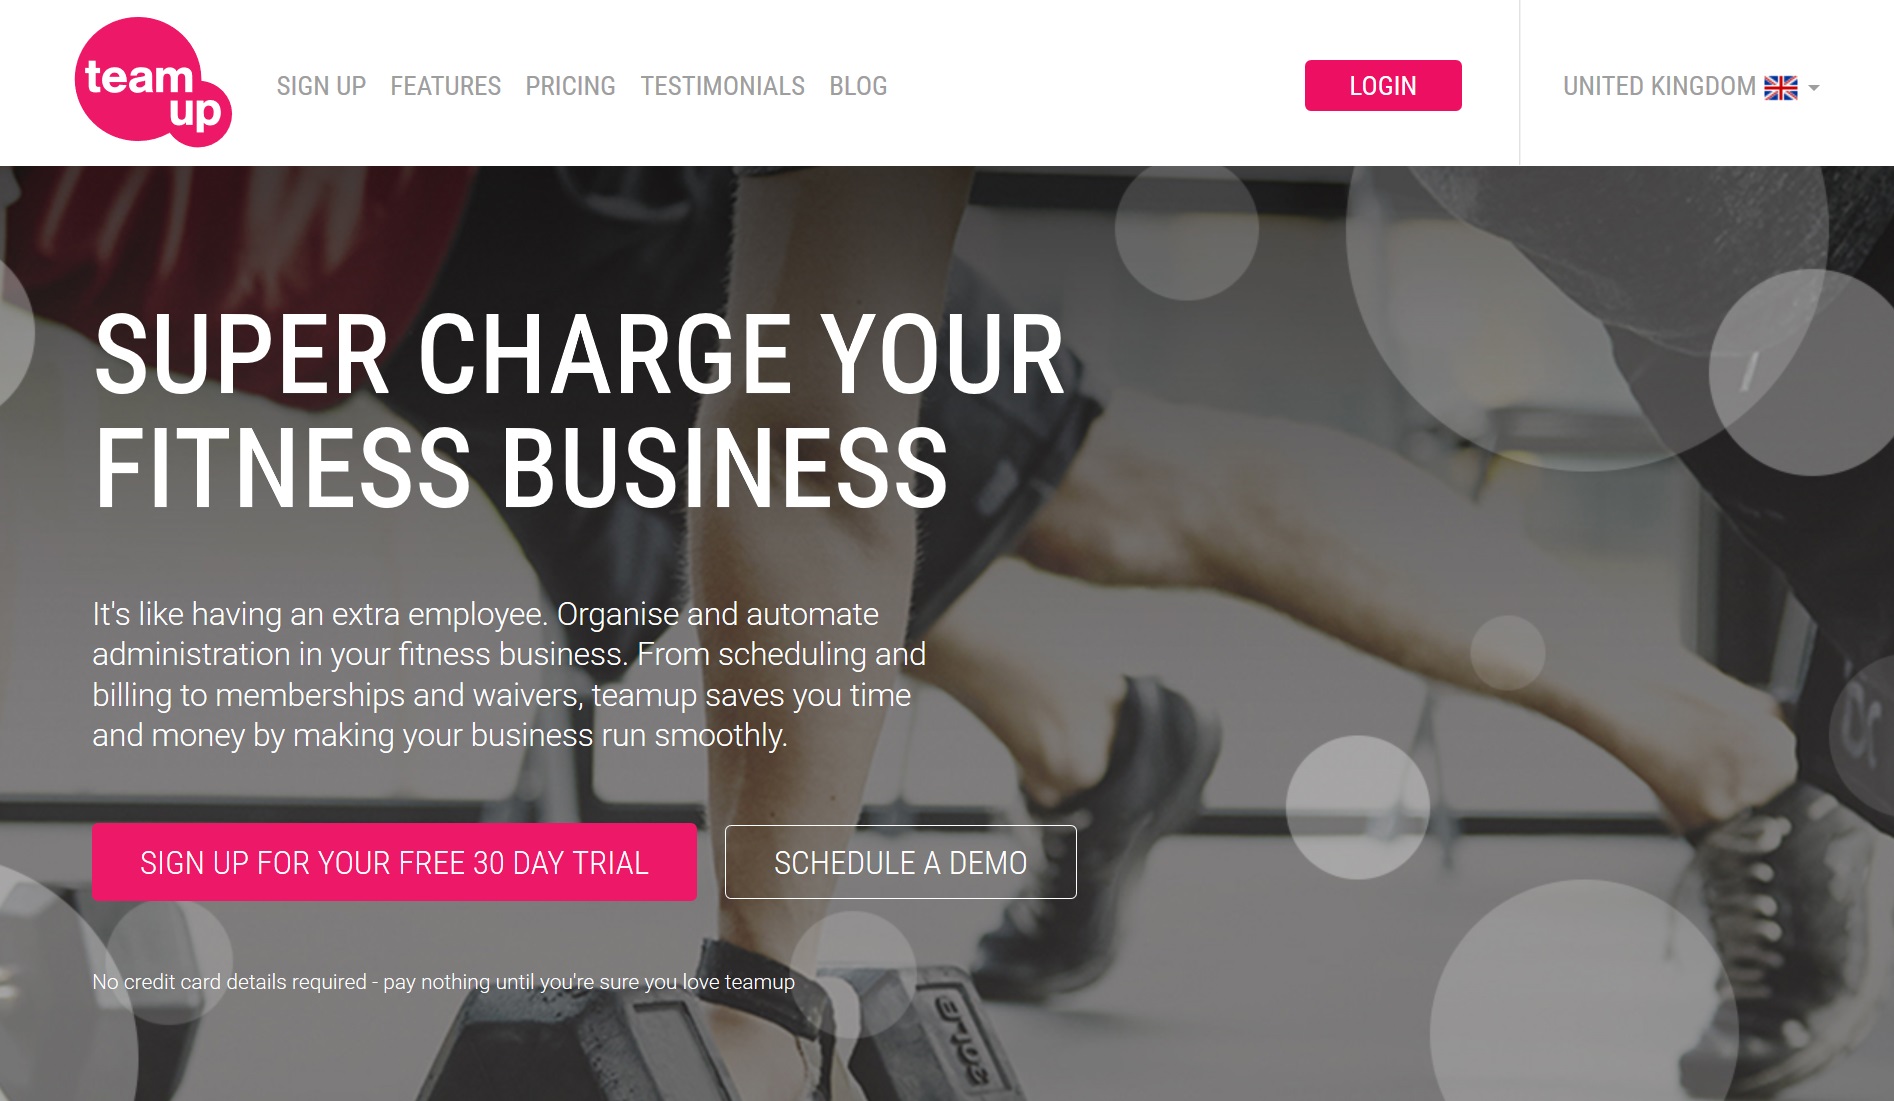 team
up
SIGN UP FEATURES PRICING TESTIMONIALS BLOG LOGIN UNITED KINGDOM
SUPER CHARGE YOUR
FITNESS BUSINESS
It's like having an extra employee. Organise and automate
administration in your fitness business. From scheduling and
billing to memberships and waivers, teamup saves you time
and money by making your business run smoothly.
SIGN UP FOR YOUR FREE 30 DAY TRIAL SCHEDULE A DEMO
No credit card details required - pay nothing until you're sure you love teamup